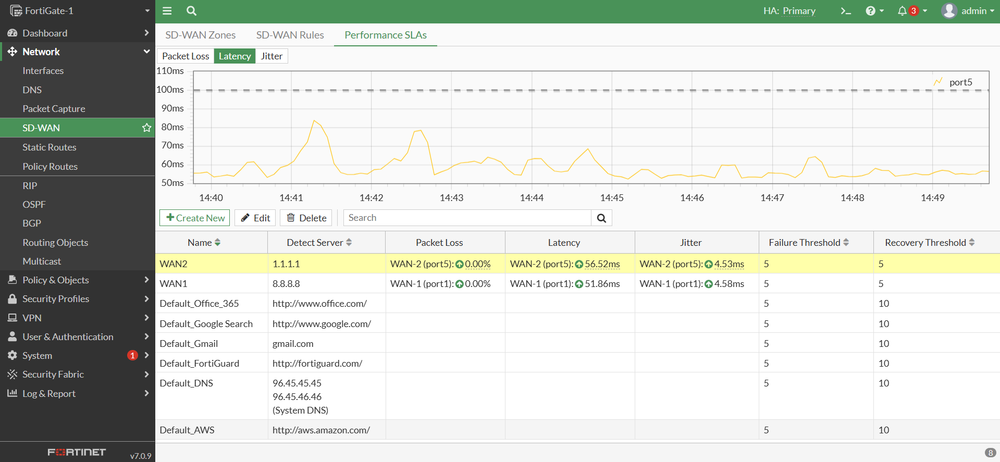 FortiGate-1
HA: Primary
3
admin
Dashboard
Network
Interfaces
DNS
Packet Capture
SD-WAN
Static Routes
Policy Routes
RIP
OSPF
BGP
Routing Objects
Multicast
Policy & Objects
Security Profiles
VPN
User & Authentication
System 1
Security Fabric
Log & Report
FORTINET v7.0.9
SD-WAN Zones SD-WAN Rules Performance SLAs
Packet Loss Latency Jitter
110ms
100ms
90ms
80ms
70ms
60ms
50ms
port5
14:40 14:41 14:42 14:43 14:44 14:45 14:46 14:47 14:48 14:49
Create New Edit Delete Search
Name Detect Server Packet Loss Latency Jitter Failure Threshold Recovery Threshold
WAN2 1.1.1.1 WAN-2 (port5): 0.00% WAN-2 (port5): 56.52ms WAN-2 (port5): 4.53ms 5 5
WAN1 8.8.8.8 WAN-1 (port1): 0.00% WAN-1 (port1): 51.86ms WAN-1 (port1): 4.58ms 5 5
Default_Office_365 http://www.office.com/ 5 10
Default_Google Search http://www.google.com/ 5 10
Default_Gmail gmail.com 5 10
Default_FortiGuard http://fortiguard.com/ 5 10
Default_DNS 96.45.45.45 5 10
96.45.46.46
(System DNS)
Default_AWS http://aws.amazon.com/ 5 10
8